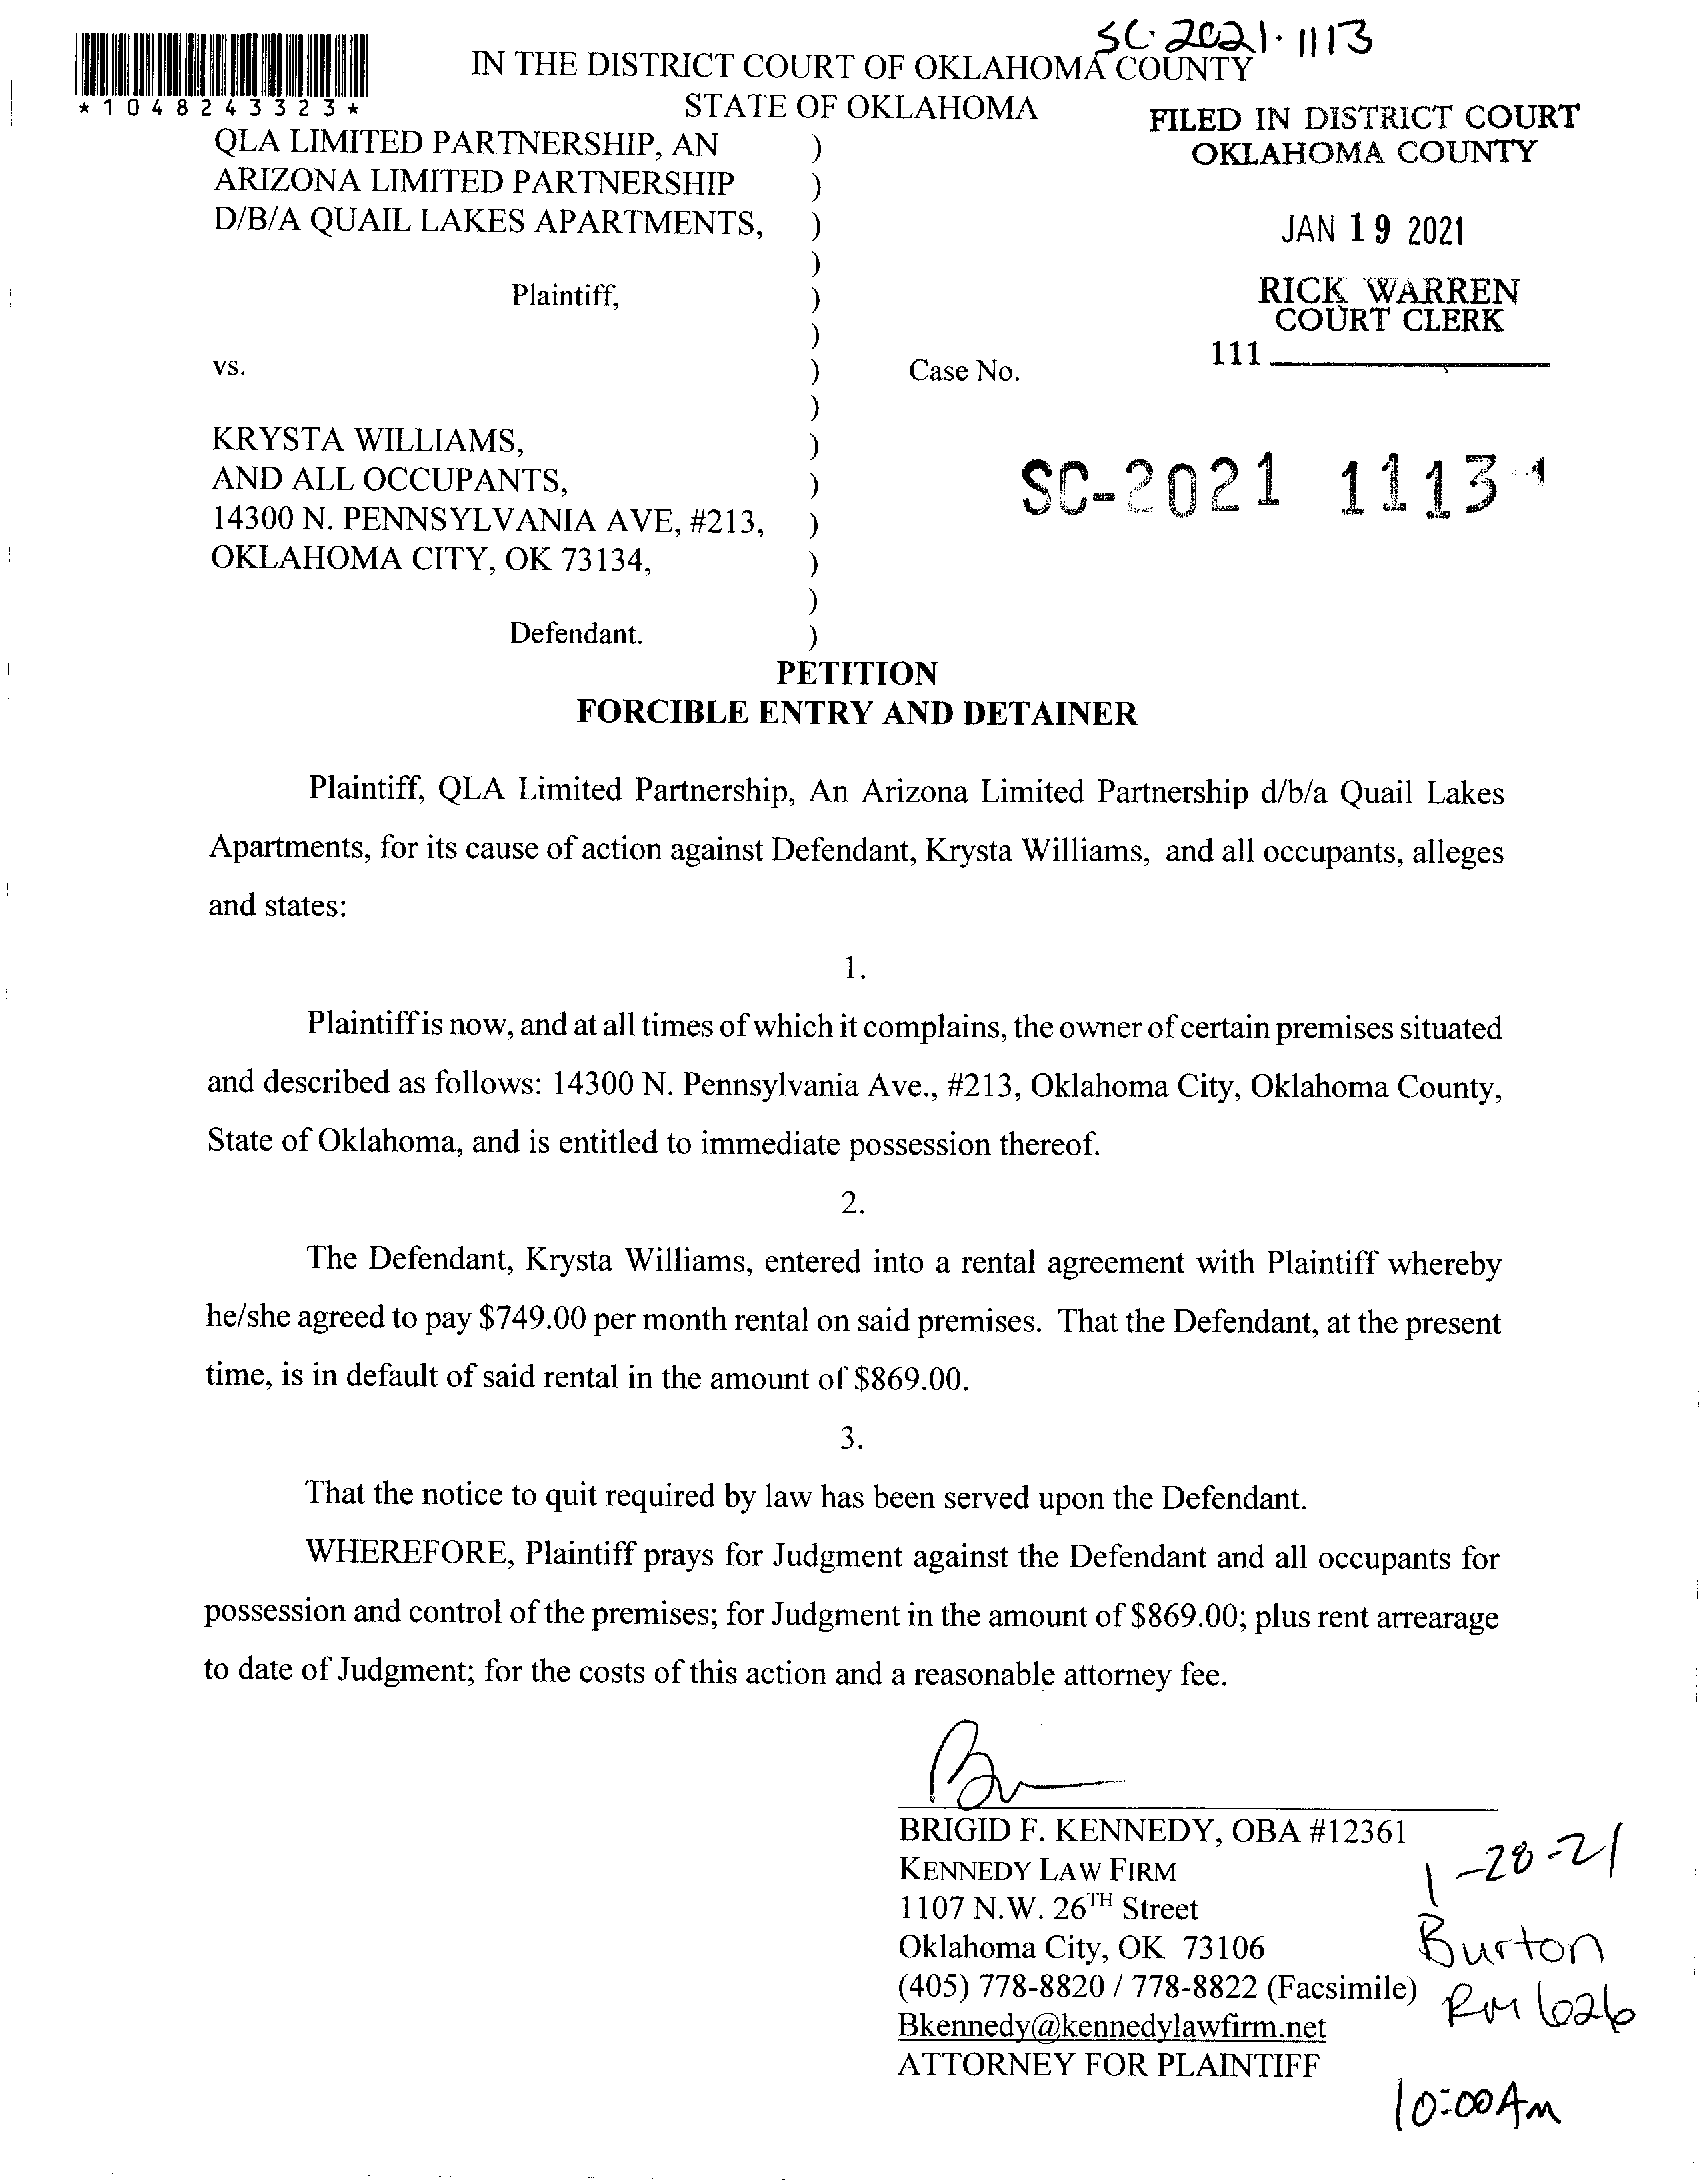 SC-2021-1113
IN THE DISTRICT COURT OF OKLAHOMA COUNTY
STATE OF OKLAHOMA
*1048243323*
FILED IN DISTRICT COURT
OKLAHOMA COUNTY
JAN 19 2021
RICK WARREN
COURT CLERK
111
QLA LIMITED PARTNERSHIP, AN )
ARIZONA LIMITED PARTNERSHIP )
D/B/A QUAIL LAKES APARTMENTS, )
)
Plaintiff, )
)
vs. ) Case No.
)
KRYSTA WILLIAMS, )
AND ALL OCCUPANTS, ) SC-2021 1113
14300 N. PENNSYLVANIA AVE, #213, )
OKLAHOMA CITY, OK 73134, )
)
Defendant. )
PETITION
FORCIBLE ENTRY AND DETAINER
Plaintiff, QLA Limited Partnership, An Arizona Limited Partnership d/b/a Quail Lakes
Apartments, for its cause of action against Defendant, Krysta Williams, and all occupants, alleges
and states:
1.
Plaintiff is now, and at all times of which it complains, the owner of certain premises situated
and described as follows: 14300 N. Pennsylvania Ave., #213, Oklahoma City, Oklahoma County,
State of Oklahoma, and is entitled to immediate possession thereof.
2.
The Defendant, Krysta Williams, entered into a rental agreement with Plaintiff whereby
he/she agreed to pay $749.00 per month rental on said premises. That the Defendant, at the present
time, is in default of said rental in the amount of $869.00.
3.
That the notice to quit required by law has been served upon the Defendant.
WHEREFORE, Plaintiff prays for Judgment against the Defendant and all occupants for
possession and control of the premises; for Judgment in the amount of $869.00; plus rent arrearage
to date of Judgment; for the costs of this action and a reasonable attorney fee.
BRIGID F. KENNEDY, OBA #12361
KENNEDY LAW FIRM
1107 N.W. 26TH Street
Oklahoma City, OK 73106
(405) 778-8820 / 778-8822 (Facsimile)
Bkennedy@kennedylawfirm.net
ATTORNEY FOR PLAINTIFF
1-28-21
Burton
RM 626
10:00AM